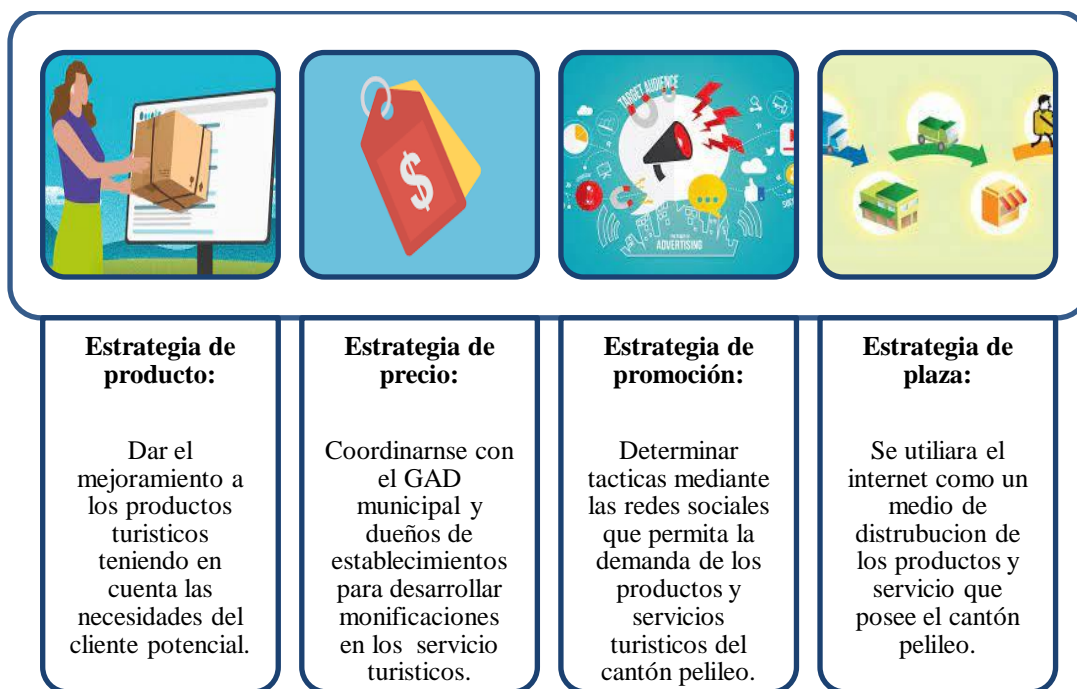 TARGET AUDIENCE
$
ADVERTISING
Estrategia de
producto:
Dar el
mejoramiento a
los productos
turisticos
teniendo en
cuenta las
necesidades del
cliente potencial.
Estrategia de
precio:
Coordinarnse con
el GAD
municipal y
dueños de
establecimientos
para desarrollar
monificaciones
en los servicio
turisticos.
Estrategia de
promoción:
Determinar
tacticas mediante
las redes sociales
que permita la
demanda de los
productos y
servicios
turisticos del
cantón pelileo.
Estrategia de
plaza:
Se utiliara el
internet como un
medio de
distrubucion de
los productos y
servicio que
posee el cantón
pelileo.